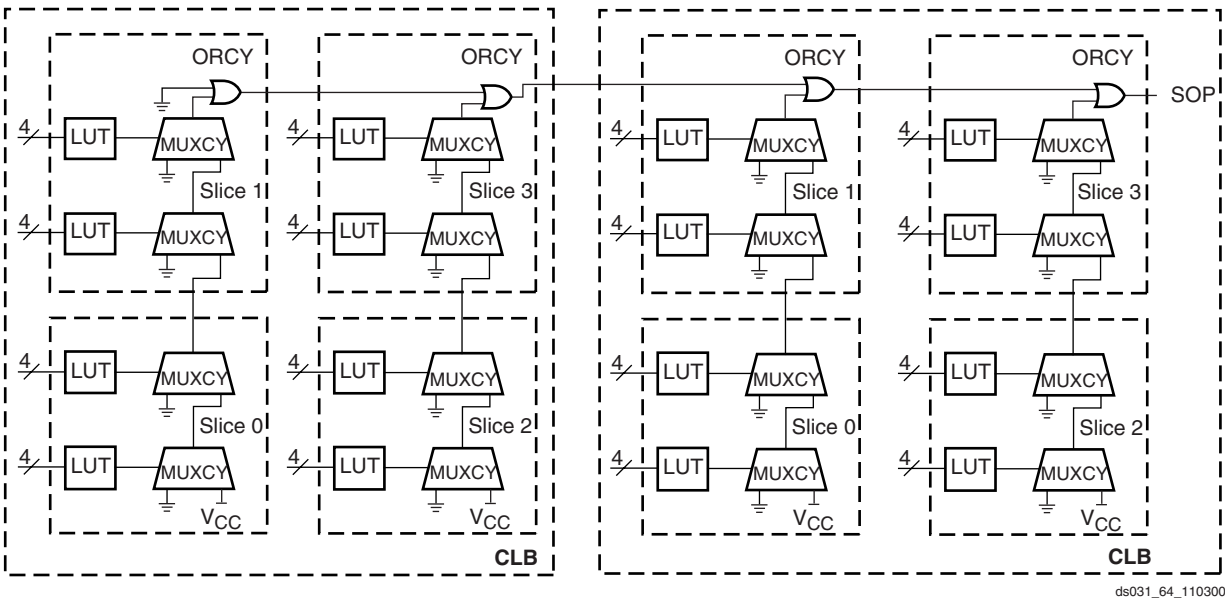 ORCY ORCY ORCY ORCY
SOP
4 LUT MUXCY 4 LUT MUXCY 4 LUT MUXCY 4 LUT MUXCY
Slice 1 Slice 3 Slice 1 Slice 3
4 LUT MUXCY 4 LUT MUXCY 4 LUT MUXCY 4 LUT MUXCY
4 LUT MUXCY 4 LUT MUXCY 4 LUT MUXCY 4 LUT MUXCY
Slice 0 Slice 2 Slice 0 Slice 2
4 LUT MUXCY 4 LUT MUXCY 4 LUT MUXCY 4 LUT MUXCY
VCC VCC VCC VCC
CLB CLB
ds031_64_110300